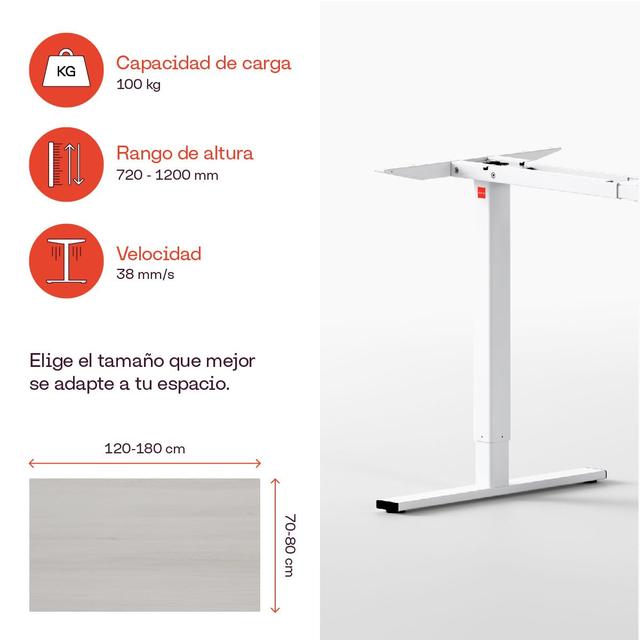 KG
Capacidad de carga
100 kg
Rango de altura
720 - 1200 mm
Velocidad
38 mm/s
Elige el tamaño que mejor
se adapte a tu espacio.
120-180 cm
70-80 cm